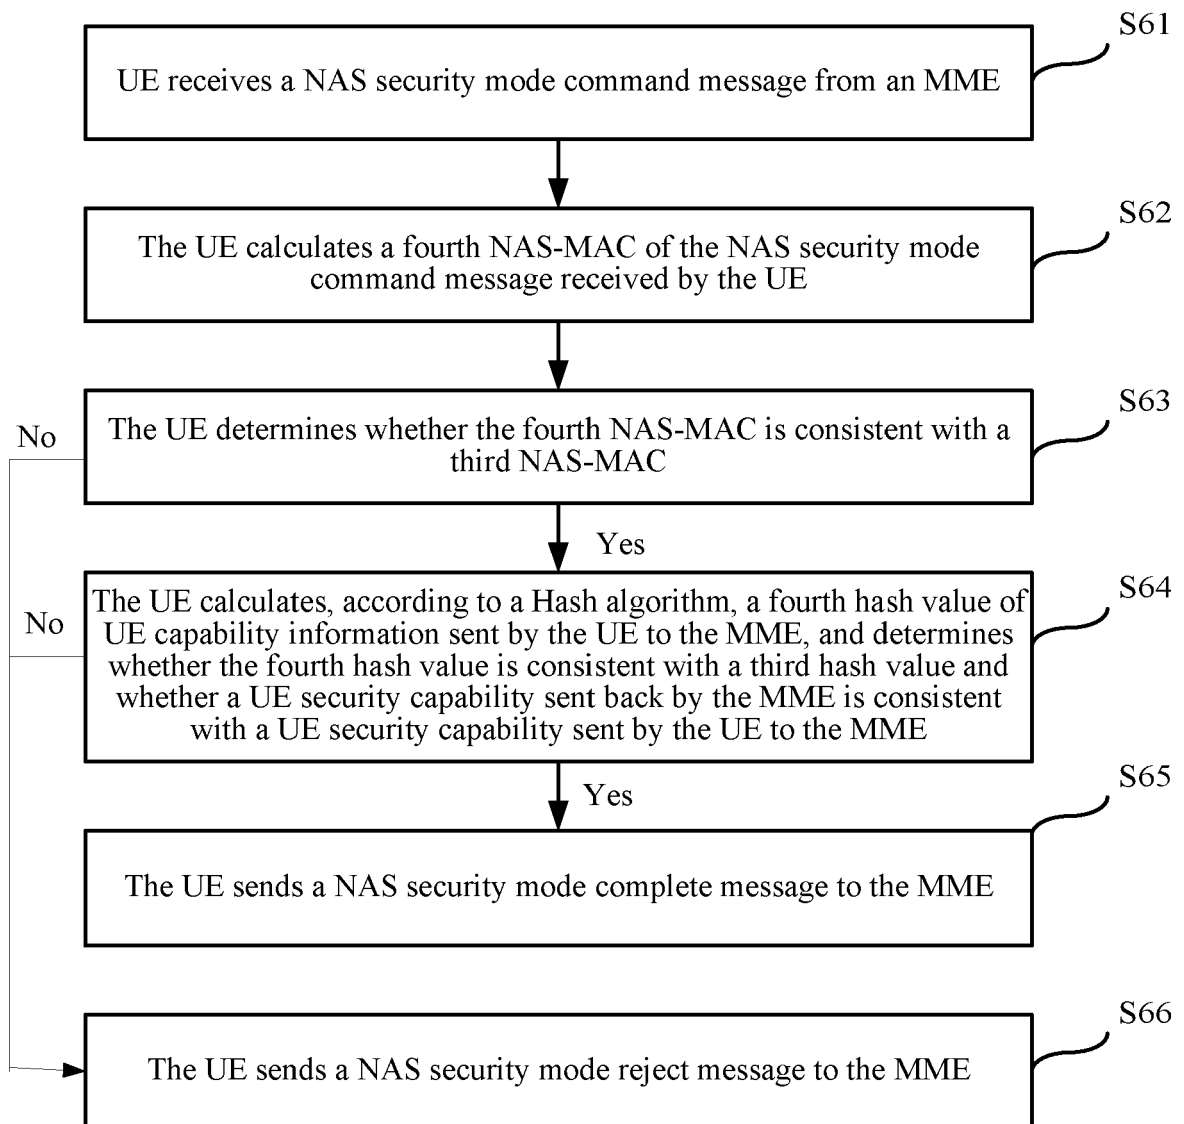 S61
UE receives a NAS security mode command message from an MME
S62
The UE calculates a fourth NAS-MAC of the NAS security mode
command message received by the UE
S63
The UE determines whether the fourth NAS-MAC is consistent with a
third NAS-MAC
No
Yes
S64
The UE calculates, according to a Hash algorithm, a fourth hash value of
UE capability information sent by the UE to the MME, and determines
whether the fourth hash value is consistent with a third hash value and
whether a UE security capability sent back by the MME is consistent
with a UE security capability sent by the UE to the MME
No
Yes
S65
The UE sends a NAS security mode complete message to the MME
S66
The UE sends a NAS security mode reject message to the MME